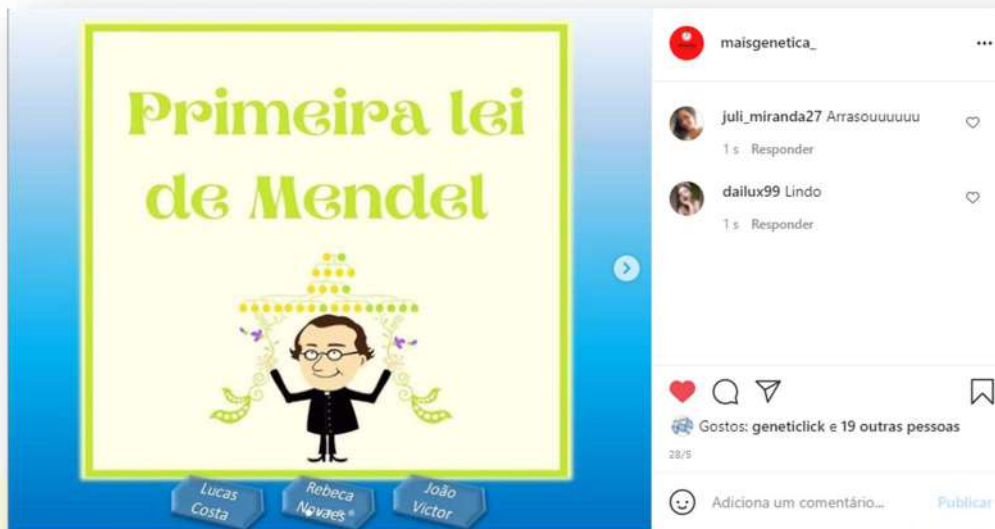 Primeira lei
de Mendel
Lucas
Costa
Rebeca
Novaes
João
Victor
maisgenetica_
juli_miranda27 Arrasouuuuuu
1 s Responder
dailux99 Lindo
1 s Responder
Gostos: geneticlick e 19 outras pessoas
28/5
Adiciona um comentário... Publicar